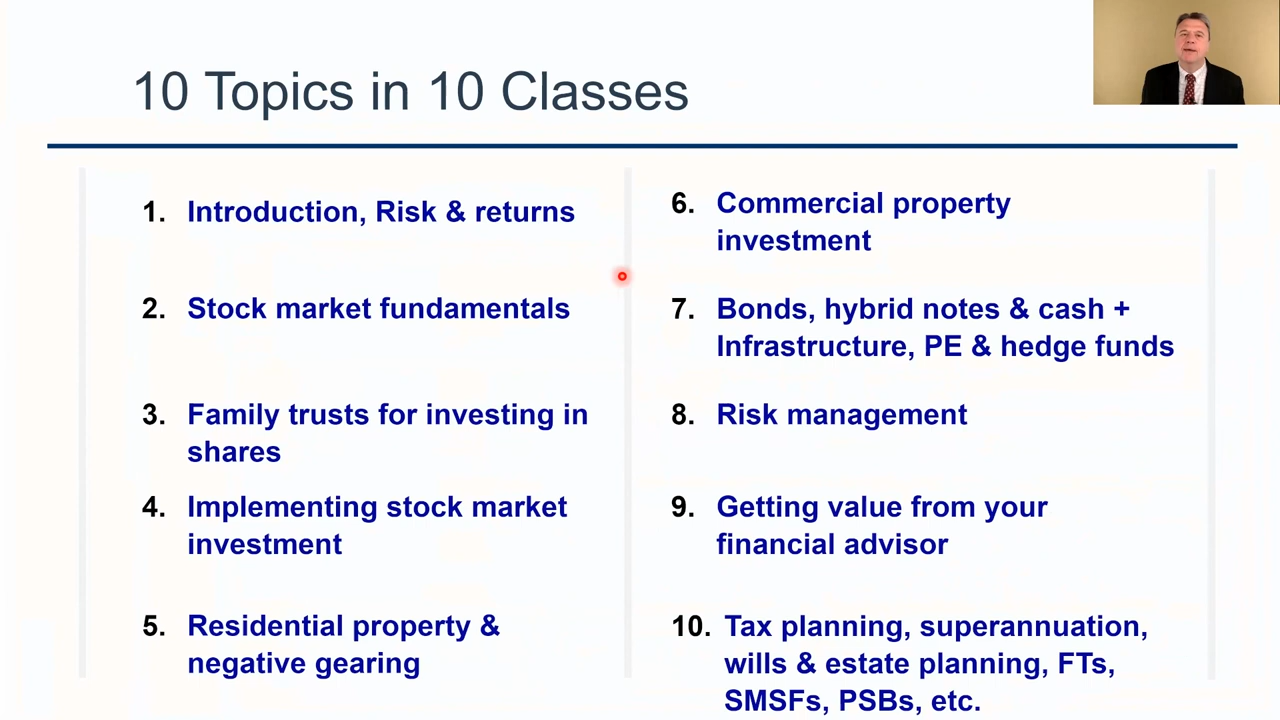 10 Topics in 10 Classes
1. Introduction, Risk & returns
2. Stock market fundamentals
3. Family trusts for investing in
shares
4. Implementing stock market
investment
5. Residential property &
negative gearing
6. Commercial property
investment
7. Bonds, hybrid notes & cash +
Infrastructure, PE & hedge funds
8. Risk management
9. Getting value from your
financial advisor
10. Tax planning, superannuation,
wills & estate planning, FTs,
SMSFs, PSBs, etc.